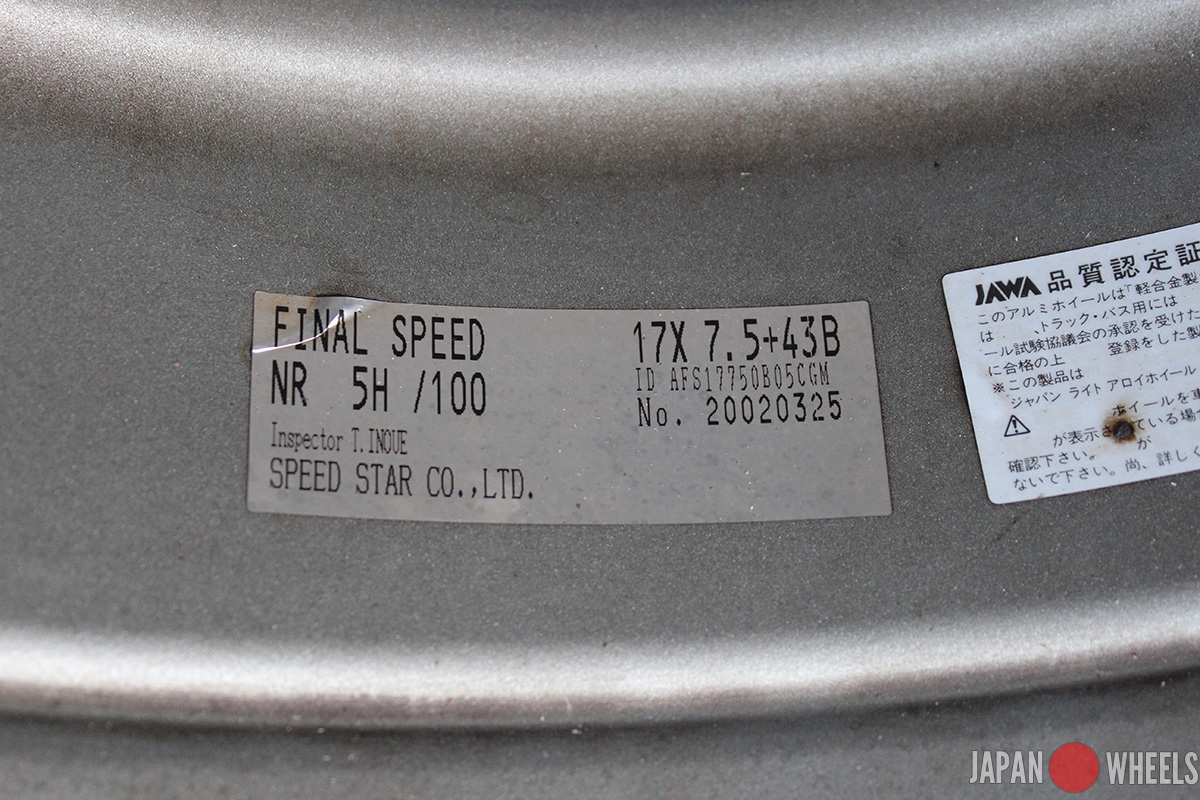 FINAL SPEED
17X 7.5+43B
NR 5H /100
ID AFS17750B05CGM
No. 20020325
Inspector T.INOUE
SPEED STAR CO.,LTD.
JAWA 品質認定証
このアルミホイールは「軽合金製
は 、トラック・バス用には
ール試験協議会の承認を受けた
に合格の上 登録をした製
※この製品は
ジャパン ライト アロイホイール
ホイールを車
が表示 ている場
確認下さい。 が
ないで下さい。尚、詳しく
JAPAN WHEELS